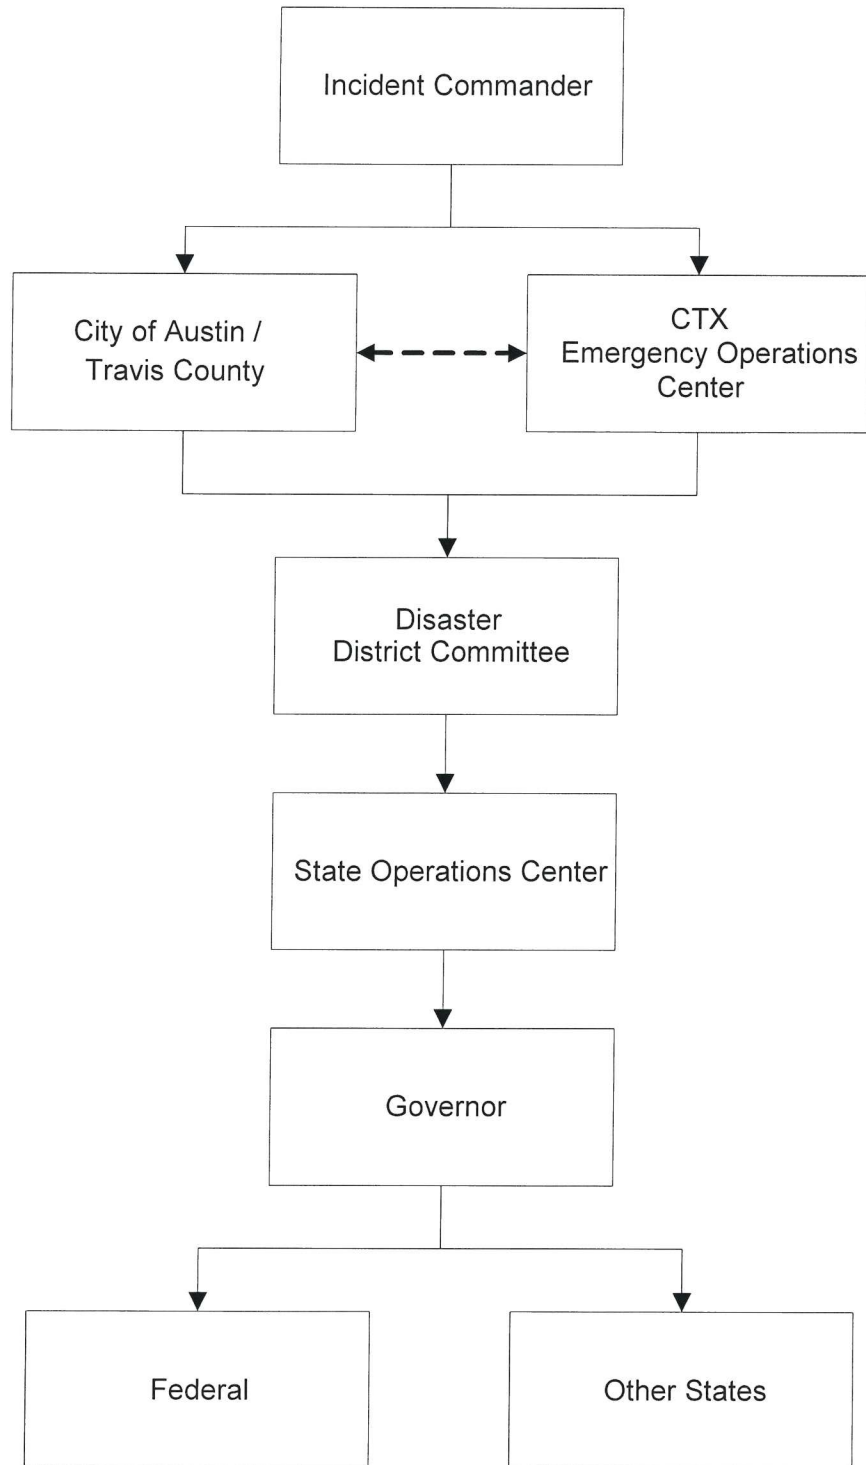 Incident Commander
City of Austin /
Travis County
CTX
Emergency Operations
Center
Disaster
District Committee
State Operations Center
Governor
Federal
Other States